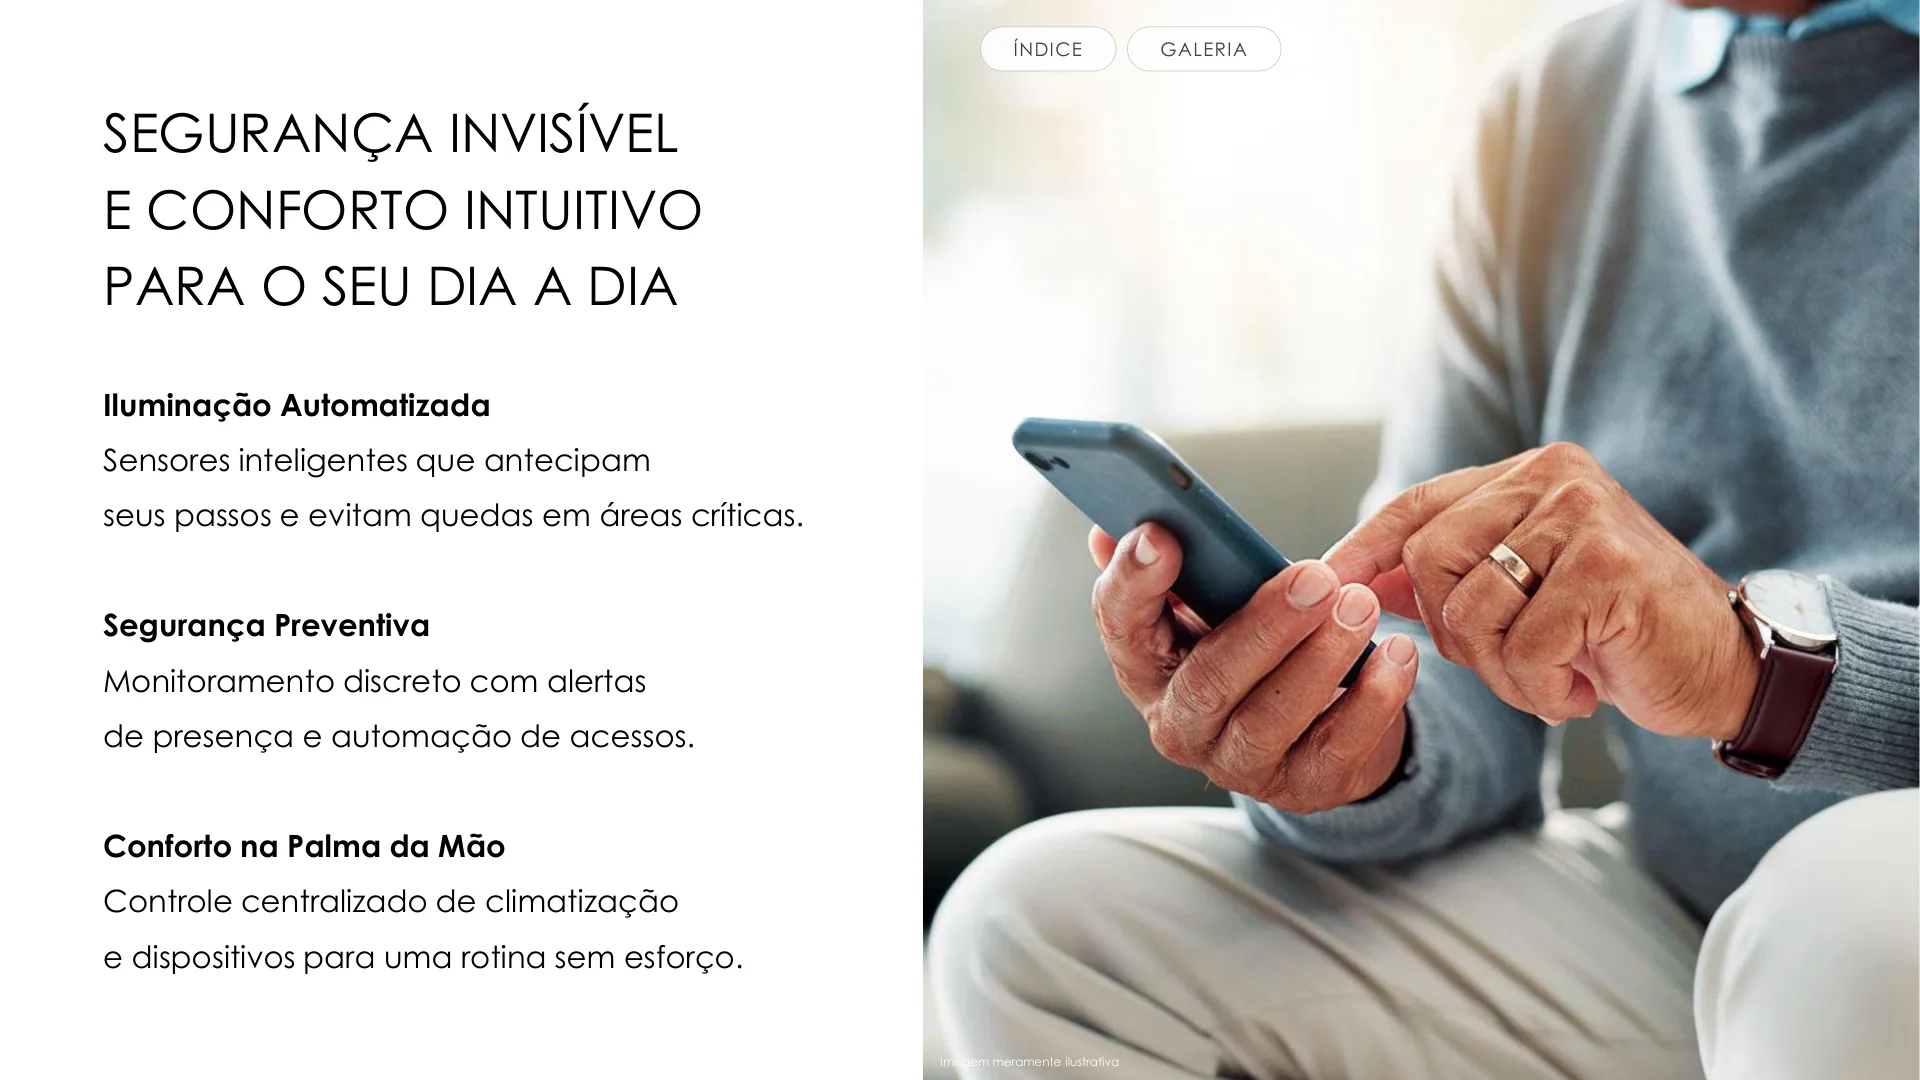 ÍNDICE GALERIA
SEGURANÇA INVISÍVEL
E CONFORTO INTUITIVO
PARA O SEU DIA A DIA
Iluminação Automatizada
Sensores inteligentes que antecipam
seus passos e evitam quedas em áreas críticas.
Segurança Preventiva
Monitoramento discreto com alertas
de presença e automação de acessos.
Conforto na Palma da Mão
Controle centralizado de climatização
e dispositivos para uma rotina sem esforço.
Imagem meramente ilustrativa